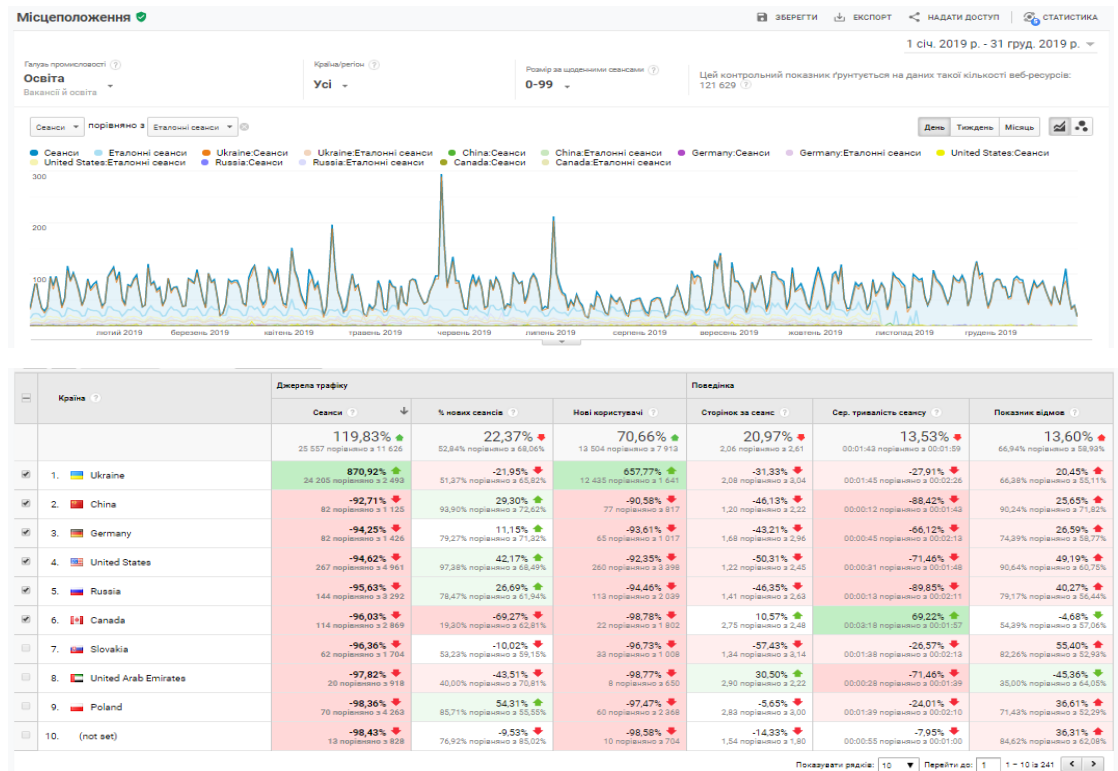 Місцеположення
ЗБЕРЕГТИ ЕКСПОРТ НАДАТИ ДОСТУП СТАТИСТИКА
1 січ. 2019 р. - 31 груд. 2019 р.
Галузь промисловості ? Країна/регіон ? Розмір за щоденними сеансами ?
Освіта Усі 0-99
Вакансії й освіта
Цей контрольний показник ґрунтується на даних такої кількості веб-ресурсів:
121 629 ?
Сеанси порівняно з Еталонні сеанси День Тиждень Місяць
Сеанси Еталонні сеанси Ukraine:Сеанси Ukraine:Еталонні сеанси China:Сеанси China:Еталонні сеанси Germany:Сеанси Germany:Еталонні сеанси United States:Сеанси
United States:Еталонні сеанси Russia:Сеанси Russia:Еталонні сеанси Canada:Сеанси Canada:Еталонні сеанси
300
200
100
лютий 2019 березень 2019 квітень 2019 травень 2019 червень 2019 липень 2019 серпень 2019 вересень 2019 жовтень 2019 листопад 2019 грудень 2019
Джерела трафіку Поведінка
Країна ?
Сеанси ? % нових сеансів ? Нові користувачі ? Сторінок за сеанс ? Сер. тривалість сеансу ? Показник відмов ?
119,83% 22,37% 70,66% 20,97% 13,53% 13,60%
25 557 порівняно з 11 626 52,84% порівняно з 68,06% 13 504 порівняно з 7 913 2,06 порівняно з 2,61 00:01:43 порівняно з 00:01:59 66,94% порівняно з 58,93%
1. Ukraine 870,92% -21,95% 657,77% -31,33% -27,91% 20,45%
24 205 порівняно з 2 493 51,37% порівняно з 65,82% 12 435 порівняно з 1 641 2,08 порівняно з 3,04 00:01:45 порівняно з 00:02:26 66,38% порівняно з 55,11%
2. China -92,71% 29,30% -90,58% -46,13% -88,42% 25,65%
82 порівняно з 1 125 93,90% порівняно з 72,62% 77 порівняно з 817 1,20 порівняно з 2,22 00:00:12 порівняно з 00:01:43 90,24% порівняно з 71,82%
3. Germany -94,25% 11,15% -93,61% -43,21% -66,12% 26,59%
82 порівняно з 1 426 79,27% порівняно з 71,32% 65 порівняно з 1 017 1,68 порівняно з 2,96 00:00:45 порівняно з 00:02:13 74,39% порівняно з 58,77%
4. United States -94,62% 42,17% -92,35% -50,31% -71,46% 49,19%
267 порівняно з 4 961 97,38% порівняно з 68,49% 260 порівняно з 3 398 1,22 порівняно з 2,45 00:00:31 порівняно з 00:01:48 90,64% порівняно з 60,75%
5. Russia -95,63% 26,69% -94,46% -46,35% -89,85% 40,27%
144 порівняно з 3 292 78,47% порівняно з 61,94% 113 порівняно з 2 039 1,41 порівняно з 2,63 00:00:13 порівняно з 00:02:11 79,17% порівняно з 56,44%
6. Canada -96,03% -69,27% -98,78% 10,57% 69,22% -4,68%
114 порівняно з 2 869 19,30% порівняно з 62,81% 22 порівняно з 1 802 2,75 порівняно з 2,48 00:03:18 порівняно з 00:01:57 54,39% порівняно з 57,06%
7. Slovakia -96,36% -10,02% -96,73% -57,43% -26,57% 55,40%
62 порівняно з 1 704 53,23% порівняно з 59,15% 33 порівняно з 1 008 1,34 порівняно з 3,14 00:01:38 порівняно з 00:02:13 82,26% порівняно з 52,93%
8. United Arab Emirates -97,82% -43,51% -98,77% 30,50% -71,46% -45,36%
20 порівняно з 918 40,00% порівняно з 70,81% 8 порівняно з 650 2,90 порівняно з 2,22 00:00:28 порівняно з 00:01:39 35,00% порівняно з 64,05%
9. Poland -98,36% 54,31% -97,47% -5,65% -24,01% 36,61%
70 порівняно з 4 263 85,71% порівняно з 55,55% 60 порівняно з 2 368 2,83 порівняно з 3,00 00:01:39 порівняно з 00:02:10 71,43% порівняно з 52,29%
10. (not set) -98,43% -9,53% -98,58% -14,33% -7,95% 36,31%
13 порівняно з 828 76,92% порівняно з 85,02% 10 порівняно з 704 1,54 порівняно з 1,80 00:00:55 порівняно з 00:01:00 84,62% порівняно з 62,08%
Показувати рядків: 10 Перейти до: 1 1 – 10 із 241